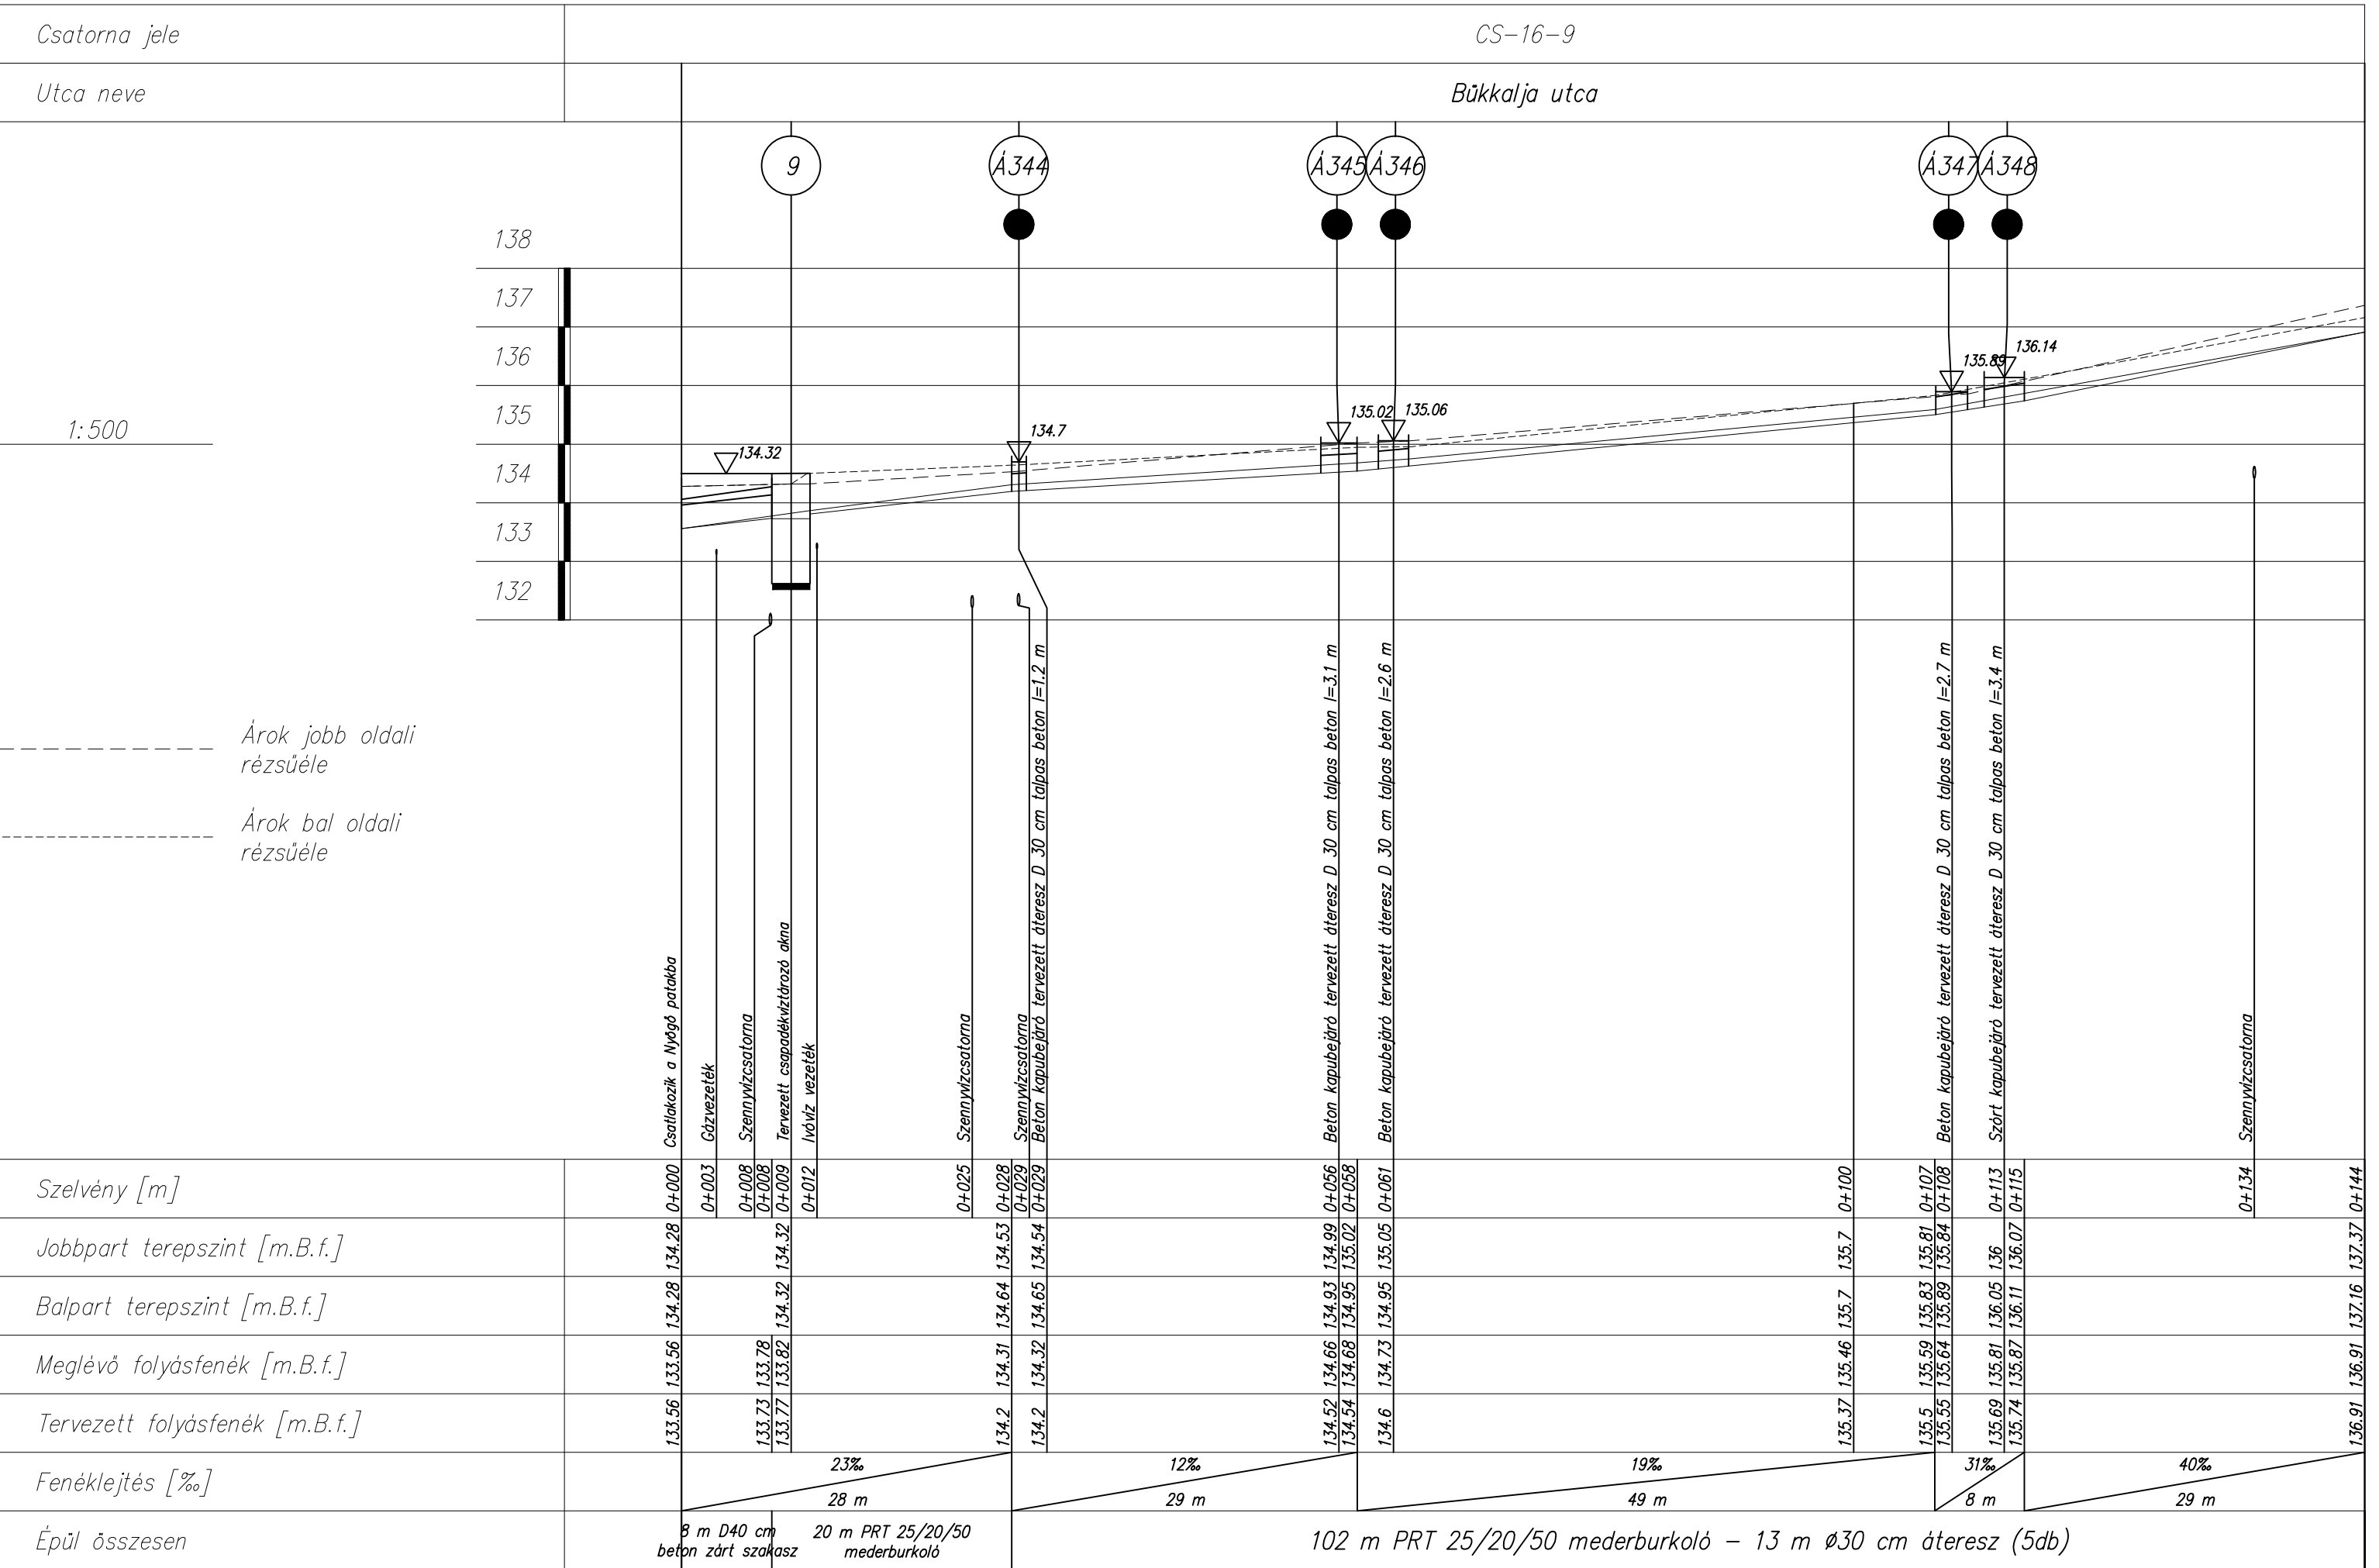 Csatorna jele
CS-16-9
Utca neve
Bükkalja utca
9
Á344
Á345
Á346
Á347
Á348
138
137
136
135
134
133
132
1:500
134.32
134.7
135.02
135.06
135.89
136.14
Árok jobb oldali
rézsűéle
Árok bal oldali
rézsűéle
Csatlakozik a Nyögő patakba
Gázvezeték
Szennyvízcsatorna
Tervezett csapadékvíztározó akna
Ivóvíz vezeték
Szennyvízcsatorna
Szennyvízcsatorna
Beton kapubejáró tervezett áteresz D 30 cm talpas beton l=1.2 m
Beton kapubejáró tervezett áteresz D 30 cm talpas beton l=3.1 m
Beton kapubejáró tervezett áteresz D 30 cm talpas beton l=2.6 m
Beton kapubejáró tervezett áteresz D 30 cm talpas beton l=2.7 m
Szórt kapubejáró tervezett áteresz D 30 cm talpas beton l=3.4 m
Szennyvízcsatorna
Szelvény [m]
0+000 0+003 0+008 0+008 0+009 0+012 0+025 0+028 0+029 0+029 0+056 0+058 0+061 0+100 0+107 0+108 0+113 0+115 0+134 0+144
Jobbpart terepszint [m.B.f.]
134.28 134.32 134.53 134.54 134.99 135.02 135.05 135.7 135.81 135.84 136 136.07 137.37
Balpart terepszint [m.B.f.]
134.28 134.32 134.64 134.65 134.93 134.95 134.95 135.7 135.83 135.89 136.05 136.11 137.16
Meglévő folyásfenék [m.B.f.]
133.56 133.78 133.82 134.31 134.32 134.66 134.68 134.73 135.46 135.59 135.64 135.81 135.87 136.91
Tervezett folyásfenék [m.B.f.]
133.56 133.73 133.77 134.2 134.2 134.52 134.54 134.6 135.37 135.5 135.55 135.69 135.74 136.91
Fenéklejtés [‰]
23‰ 12‰ 19‰ 31‰ 40‰
28 m 29 m 49 m 8 m 29 m
Épül összesen
8 m D40 cm
beton zárt szakasz
20 m PRT 25/20/50
mederburkoló
102 m PRT 25/20/50 mederburkoló - 13 m Ø30 cm áteresz (5db)